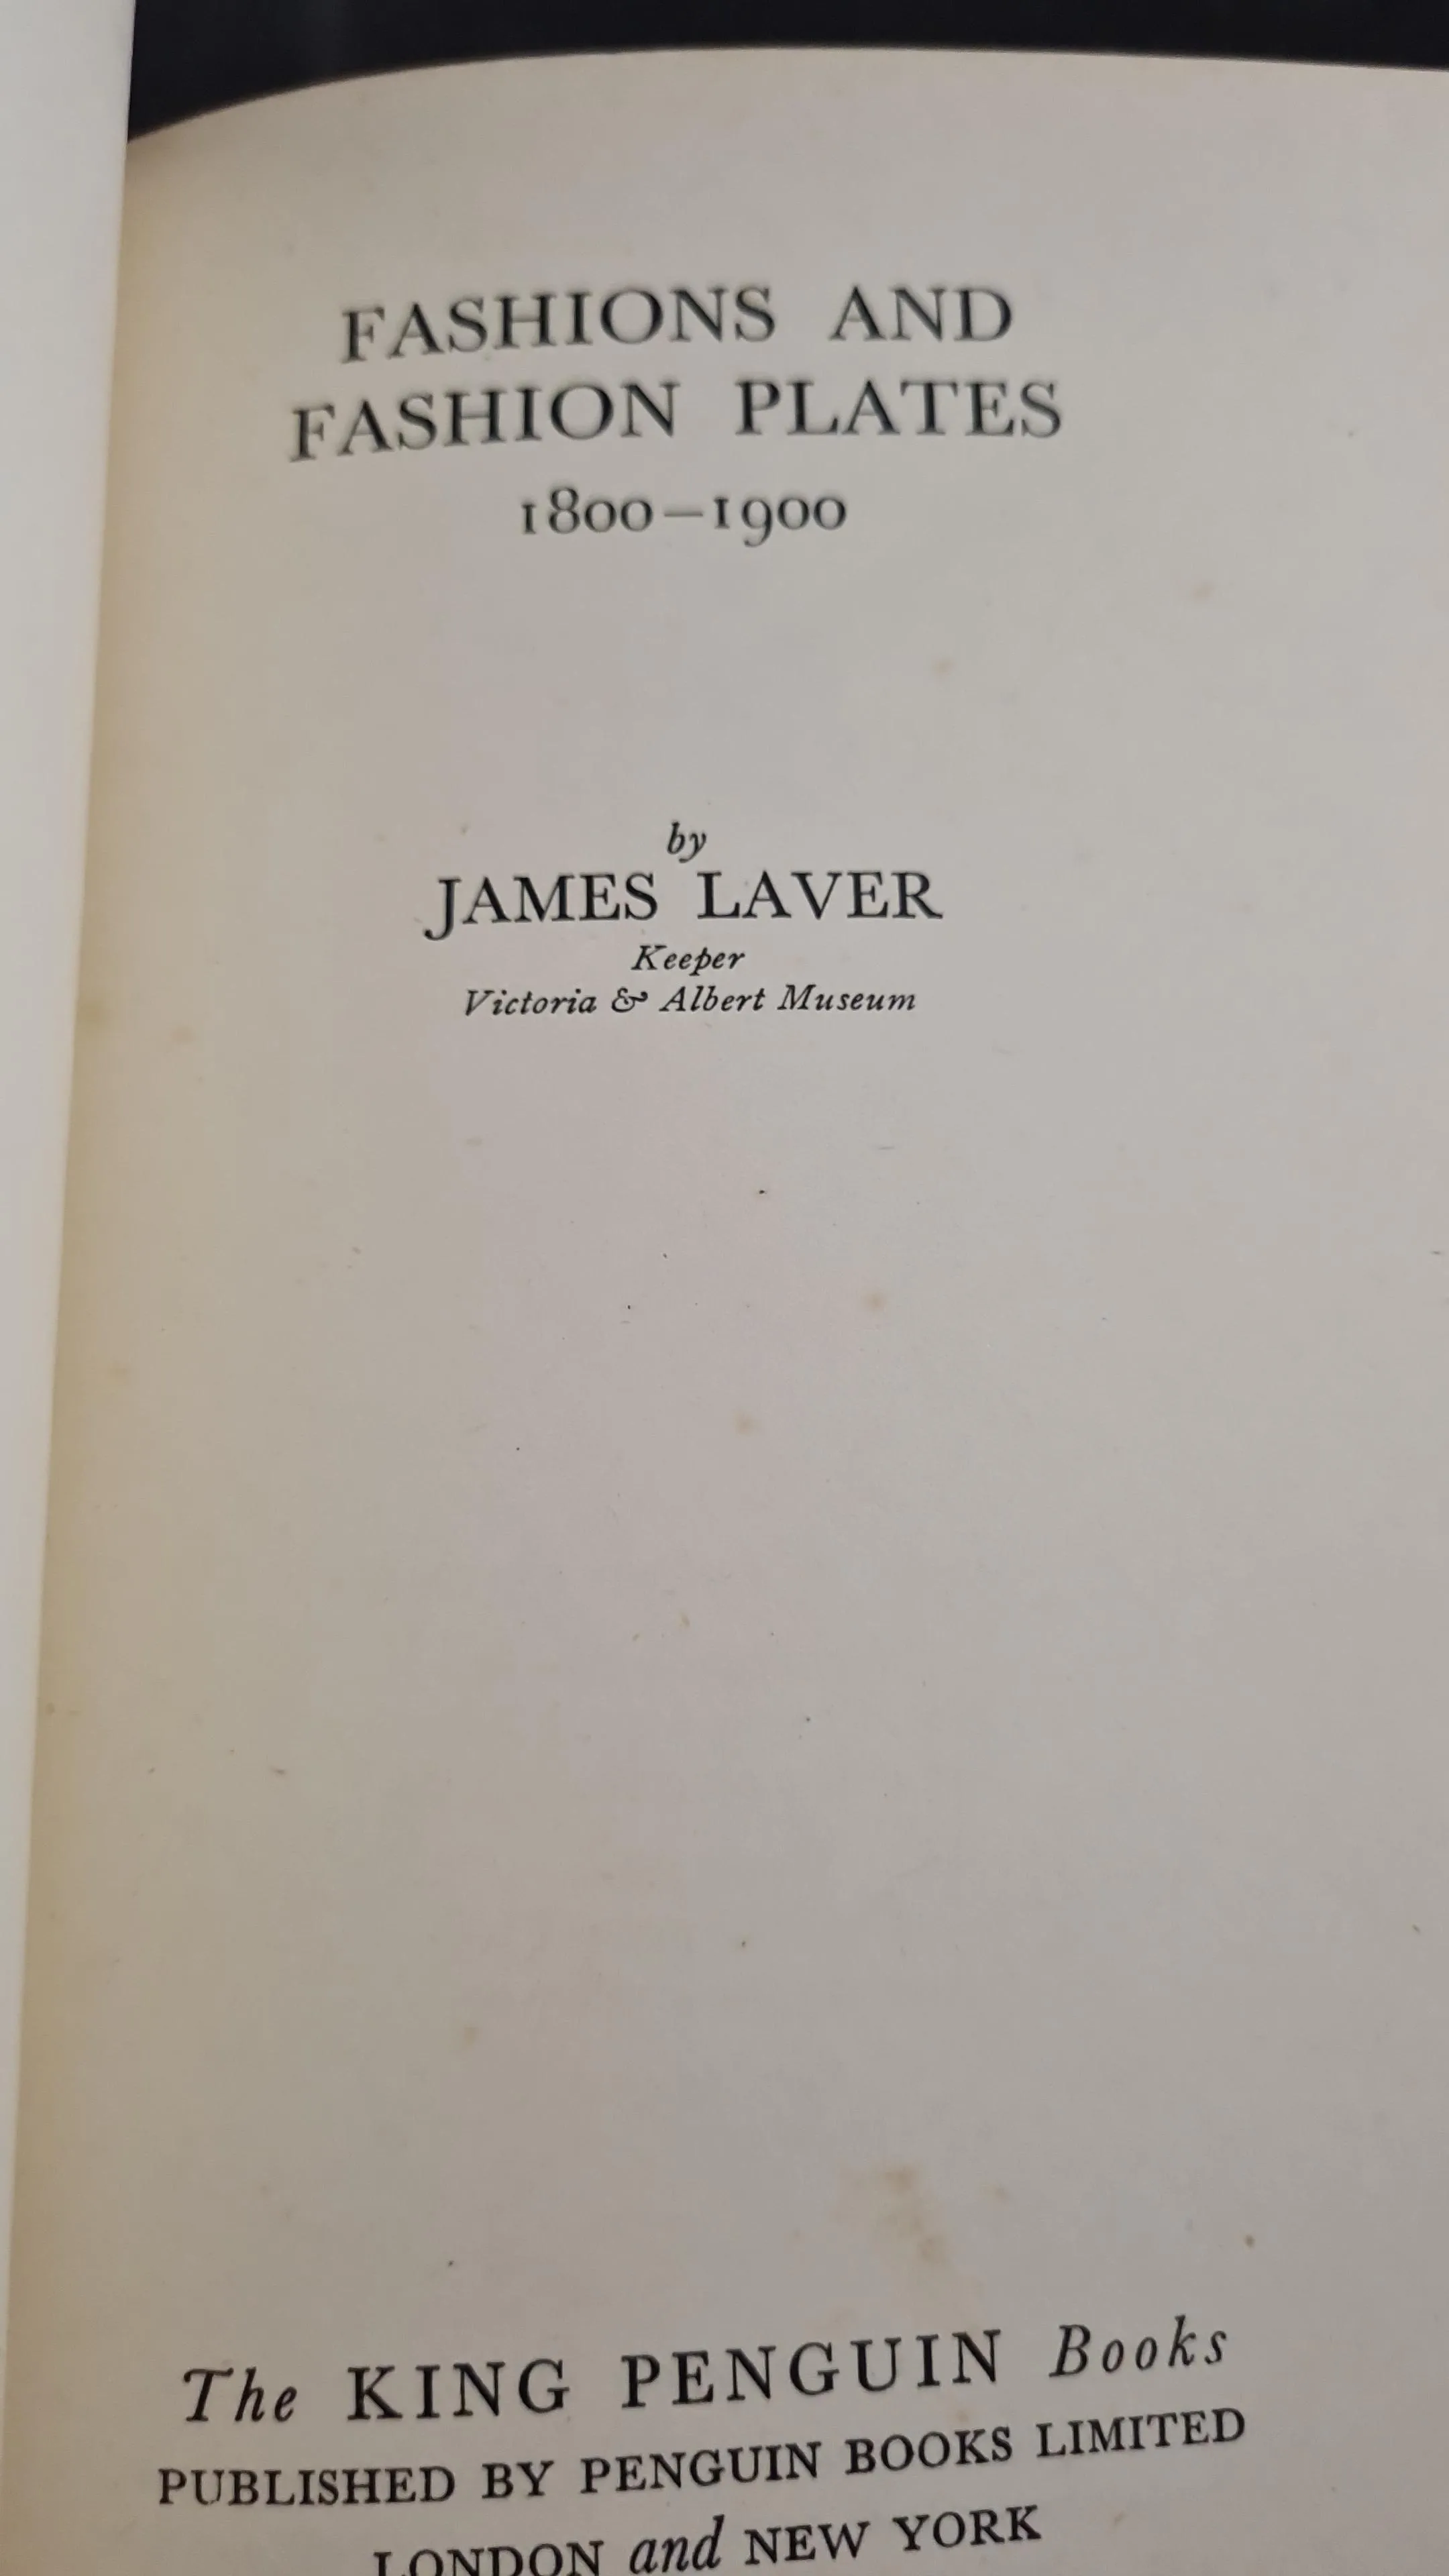 FASHIONS AND
FASHION PLATES
1800–1900
by
JAMES LAVER
Keeper
Victoria & Albert Museum
The KING PENGUIN Books
PUBLISHED BY PENGUIN BOOKS LIMITED
LONDON and NEW YORK